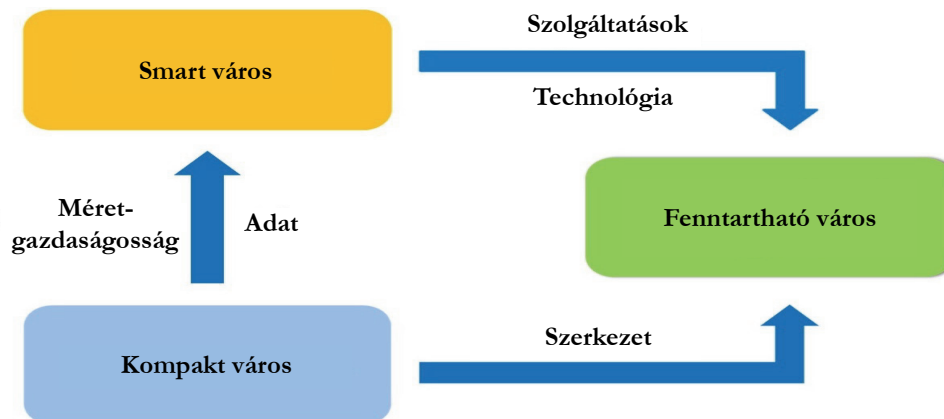 Szolgáltatások
Smart város
Technológia
Méret-
gazdaságosság
Adat
Fenntartható város
Szerkezet
Kompakt város